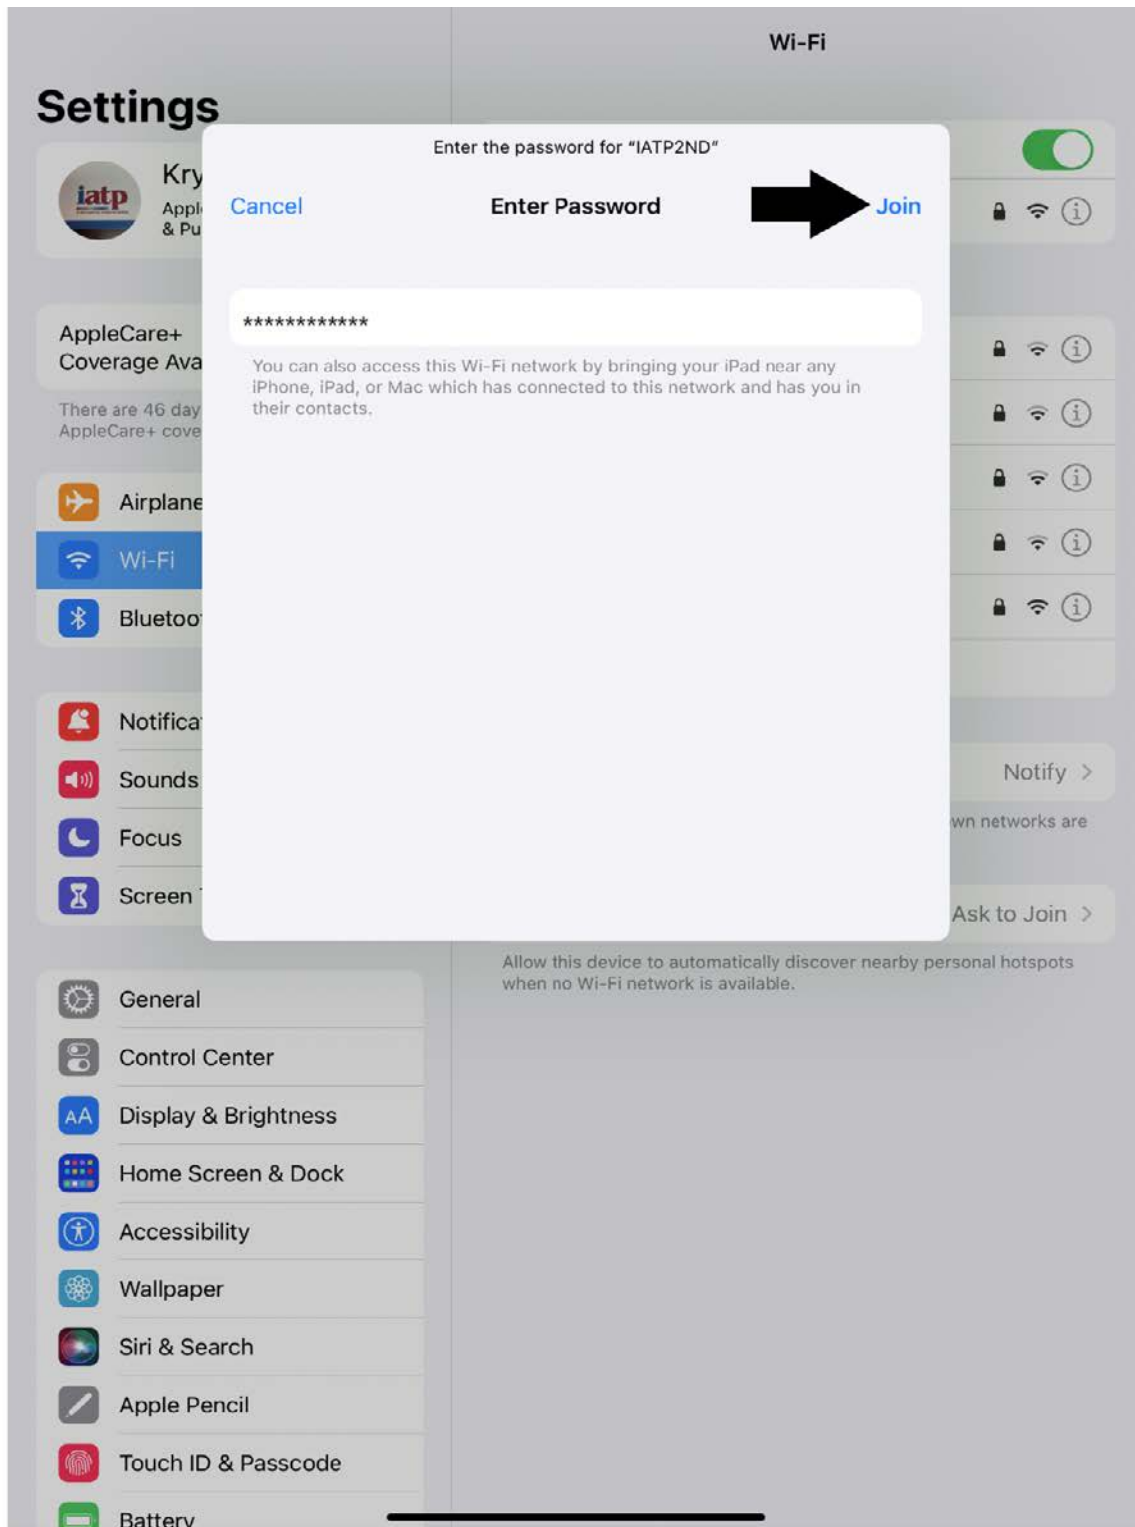 Wi-Fi
Settings
Enter the password for “IATP2ND”
Cancel
Enter Password
Join
iatp
Kry
Appl
& Pu
************
You can also access this Wi-Fi network by bringing your iPad near any
iPhone, iPad, or Mac which has connected to this network and has you in
their contacts.
AppleCare+
Coverage Ava
There are 46 day
AppleCare+ cove
Airplane
Wi-Fi
Bluetoo
Notifica
Sounds
Focus
Screen
Notify >
wn networks are
Ask to Join >
Allow this device to automatically discover nearby personal hotspots
when no Wi-Fi network is available.
General
Control Center
AA Display & Brightness
Home Screen & Dock
Accessibility
Wallpaper
Siri & Search
Apple Pencil
Touch ID & Passcode
Battery